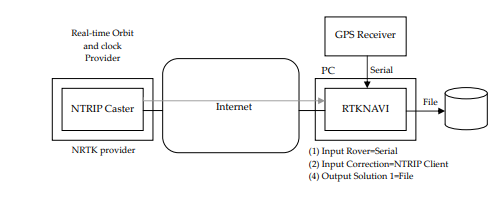 Real-time Orbit
and clock
Provider
GPS Receiver
PC
Serial
NTRIP Caster
Internet
RTKNAVI
File
NRTK provider
(1) Input Rover=Serial
(2) Input Correction=NTRIP Client
(4) Output Solution 1=File